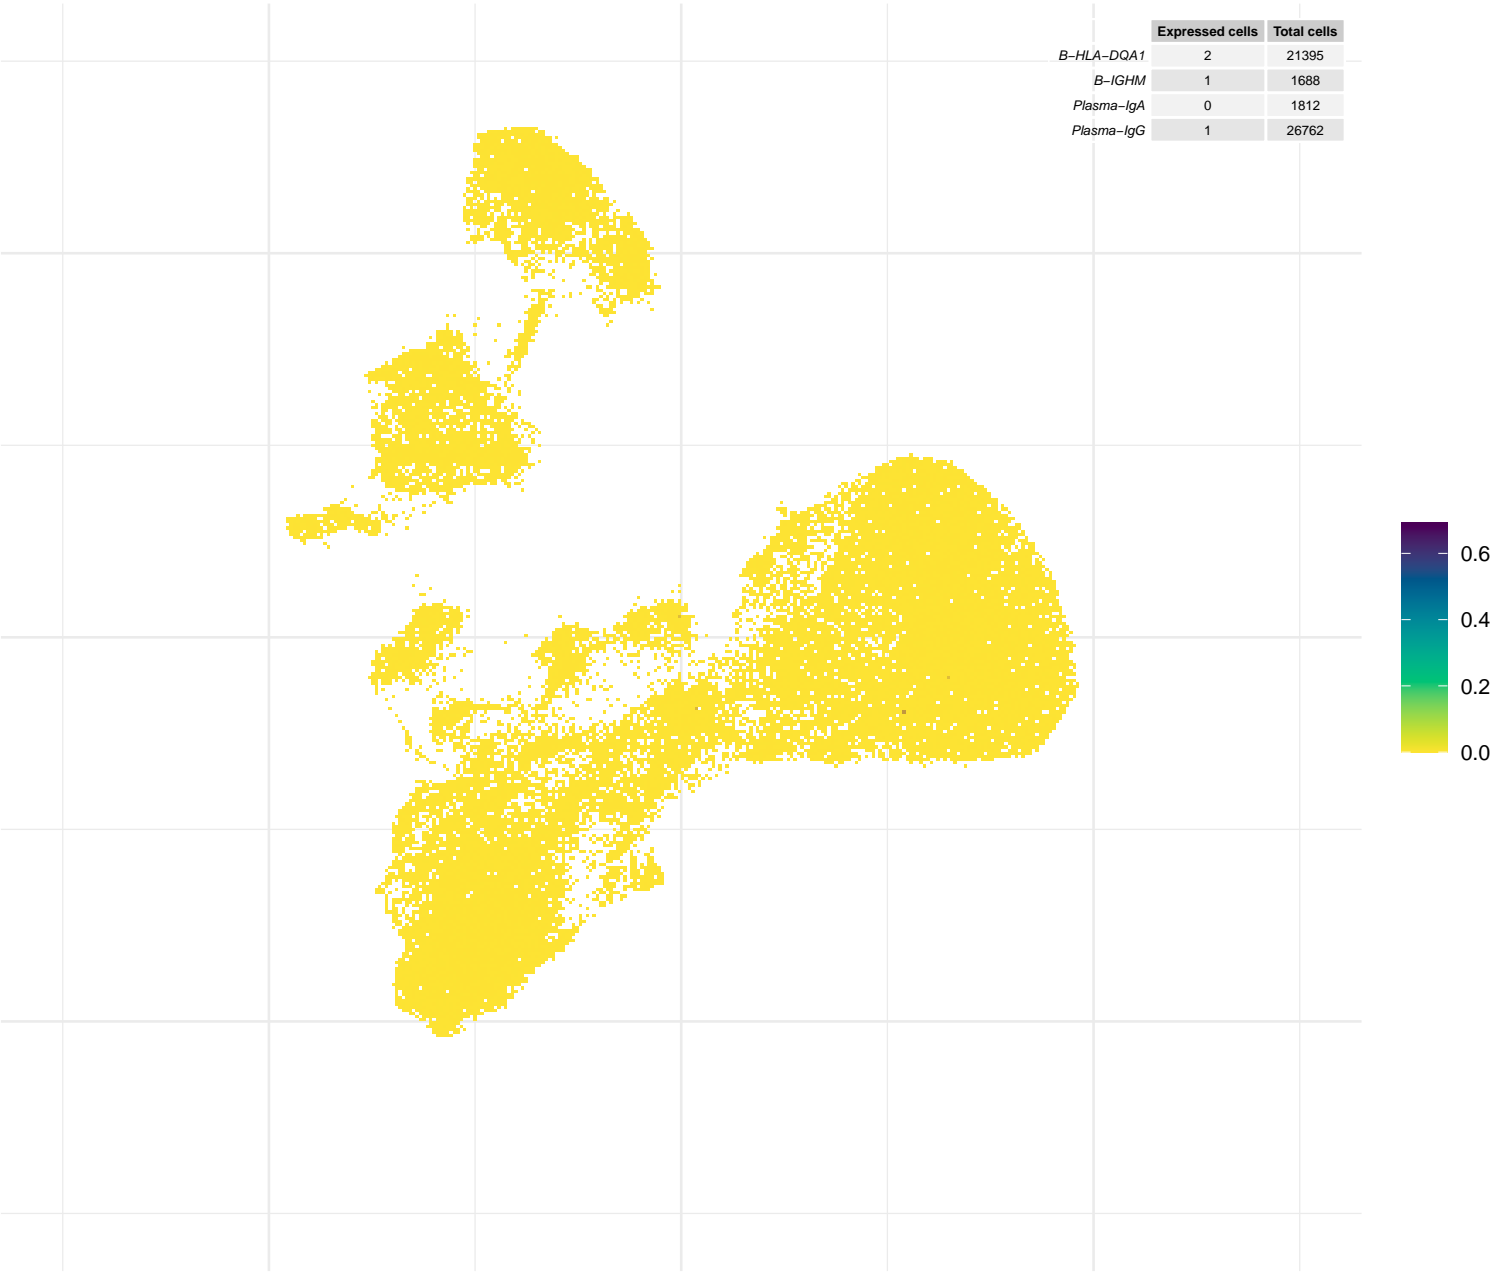 Expressed cells Total cells
B−HLA−DQA1 2 21395
B−IGHM 1 1688
Plasma−IgA 0 1812
Plasma−IgG 1 26762
0.6
0.4
0.2
0.0